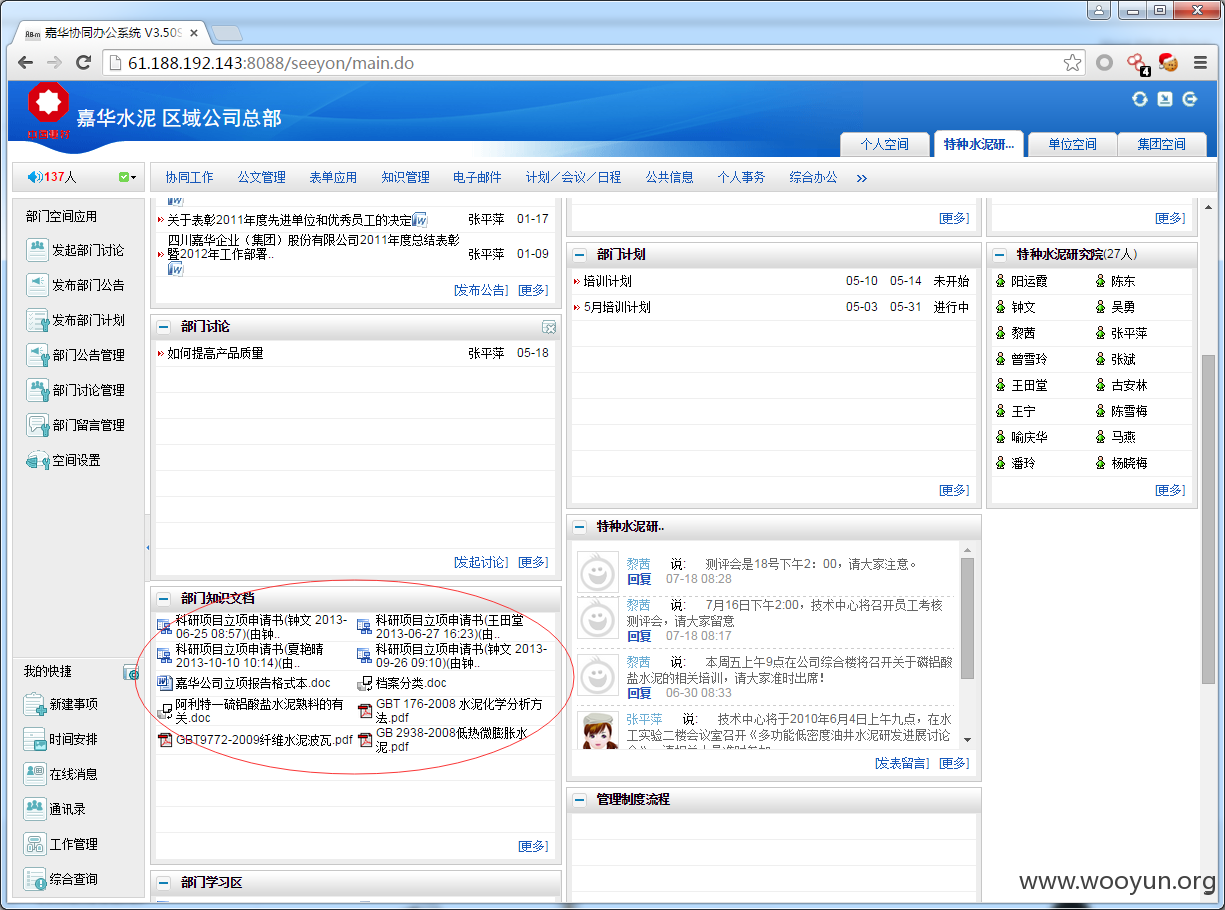 嘉华协同办公系统 V3.50S
61.188.192.143:8088/seeyon/main.do
4
嘉华水泥 区域公司总部
个人空间
特种水泥研...
单位空间
集团空间
137人
协同工作
公文管理
表单应用
知识管理
电子邮件
计划／会议／日程
公共信息
个人事务
综合办公
部门空间应用
发起部门讨论
发布部门公告
发布部门计划
部门公告管理
部门讨论管理
部门留言管理
空间设置
我的快捷
新建事项
时间安排
在线消息
通讯录
工作管理
综合查询
关于表彰2011年度先进单位和优秀员工的决定 张平萍 01-17
四川嘉华企业（集团）股份有限公司2011年度总结表彰
暨2012年工作部署.. 张平萍 01-09
[发布公告] [更多]
部门讨论
如何提高产品质量 张平萍 05-18
[发起讨论] [更多]
部门知识文档
科研项目立项申请书(钟文 2013-
06-25 08:57)(由钟..
科研项目立项申请书(王田堂
2013-06-27 16:23)(由..
科研项目立项申请书(夏艳晴
2013-10-10 10:14)(由..
科研项目立项申请书(钟文 2013-
09-26 09:10)(由钟..
嘉华公司立项报告格式本.doc
档案分类.doc
阿利特一硫铝酸盐水泥熟料的有
关.doc
GBT 176-2008 水泥化学分析方
法.pdf
GBT9772-2009纤维水泥波瓦.pdf
GB 2938-2008低热微膨胀水
泥.pdf
[更多]
部门学习区
[更多]
部门计划
培训计划 05-10 05-14 未开始
5月培训计划 05-03 05-31 进行中
[更多]
特种水泥研..
黎茜 说: 测评会是18号下午2：00，请大家注意。
回复 07-18 08:28
黎茜 说: 7月16日下午2:00，技术中心将召开员工考核
测评会，请大家留意
回复 07-18 08:17
黎茜 说: 本周五上午9点在公司综合楼将召开关于磷铝酸
盐水泥的相关培训，请大家准时出席！
回复 06-30 08:33
张平萍 说: 技术中心将于2010年6月4日上午九点，在水
工实验二楼会议室召开《多功能低密度油井水泥研发进展讨论
[发表留言] [更多]
管理制度流程
[更多]
特种水泥研究院(27人)
阳运霞 陈东
钟文 吴勇
黎茜 张平萍
曾雪玲 张斌
王田堂 古安林
王宁 陈雪梅
喻庆华 马燕
潘玲 杨晓梅
[更多]
www.wooyun.org